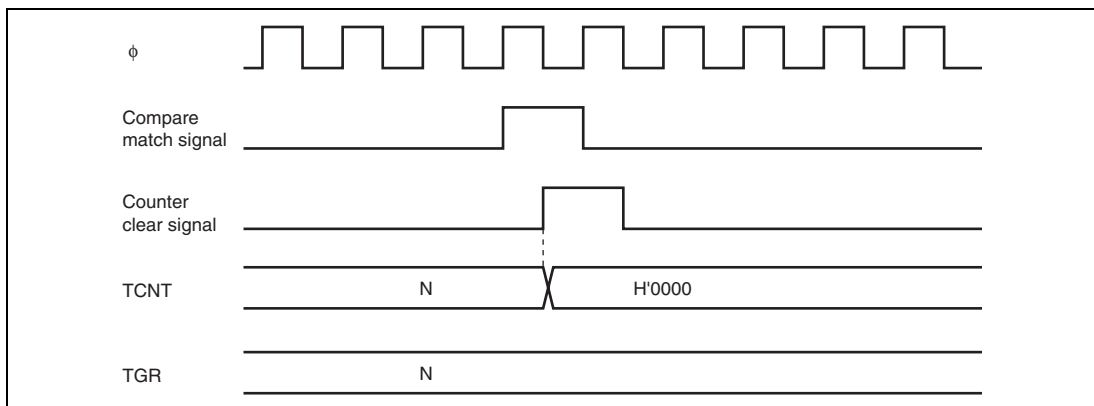 ϕ
Compare
match signal
Counter
clear signal
TCNT N H'0000
TGR N